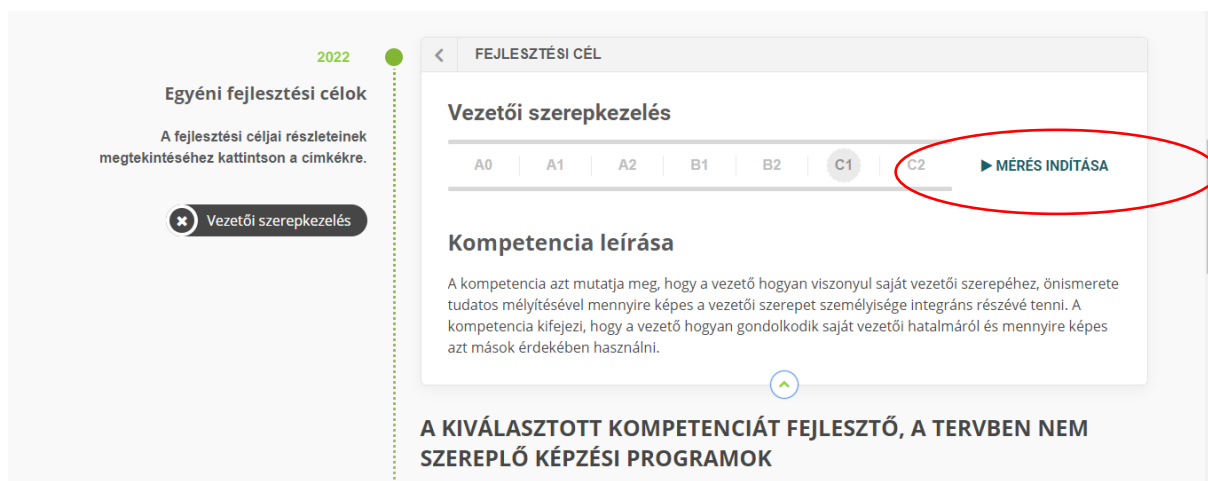 2022
Egyéni fejlesztési célok
A fejlesztési céljai részleteinek
megtekintéséhez kattintson a címkékre.
Vezetői szerepkezelés
FEJLESZTÉSI CÉL
Vezetői szerepkezelés
A0 A1 A2 B1 B2 C1 C2 MÉRÉS INDÍTÁSA
Kompetencia leírása
A kompetencia azt mutatja meg, hogy a vezető hogyan viszonyul saját vezetői szerepéhez, önismerete
tudatos mélyítésével mennyire képes a vezetői szerepet személyisége integráns részévé tenni. A
kompetencia kifejezi, hogy a vezető hogyan gondolkodik saját vezetői hatalmáról és mennyire képes
azt mások érdekében használni.
A KIVÁLASZTOTT KOMPETENCIÁT FEJLESZTŐ, A TERVBEN NEM
SZEREPLŐ KÉPZÉSI PROGRAMOK